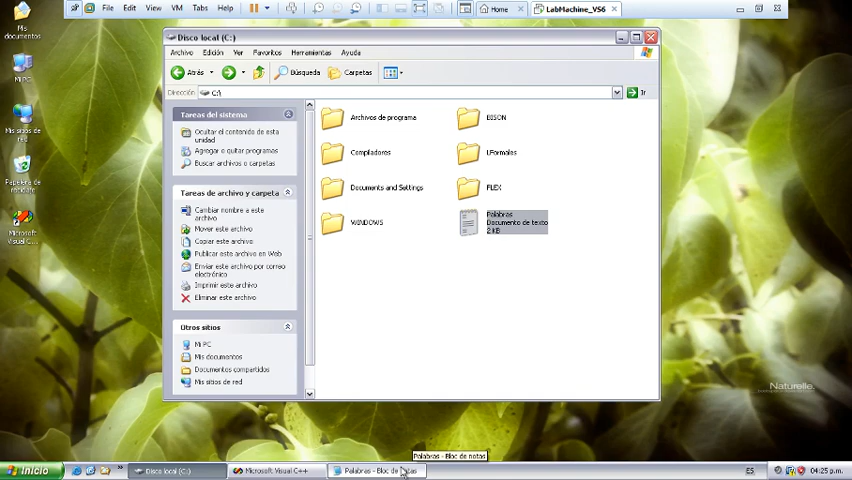 File Edit View VM Tabs Help
Home
LabMachine_VS6
Mis documentos
Mi PC
Mis sitios de red
Papelera de
Microsoft Visual C...
Disco local (C:)
Archivo Edición Ver Favoritos Herramientas Ayuda
Atrás Búsqueda Carpetas
Dirección C:\ Ir
Tareas del sistema
Ocultar el contenido de esta unidad
Agregar o quitar programas
Buscar archivos o carpetas
Tareas de archivo y carpeta
Cambiar nombre a este archivo
Mover este archivo
Copiar este archivo
Publicar este archivo en Web
Enviar este archivo por correo electrónico
Imprimir este archivo
Eliminar este archivo
Otros sitios
Mi PC
Mis documentos
Documentos compartidos
Mis sitios de red
Archivos de programa
BISON
Compiladores
LFormales
Documents and Settings
FLEX
WINDOWS
Palabras
Documento de texto
2 KB
Naturelle.
Palabras - Bloc de notas
Inicio
Disco local (C:)
Microsoft Visual C++
Palabras - Bloc de notas
ES
04:25 p.m.